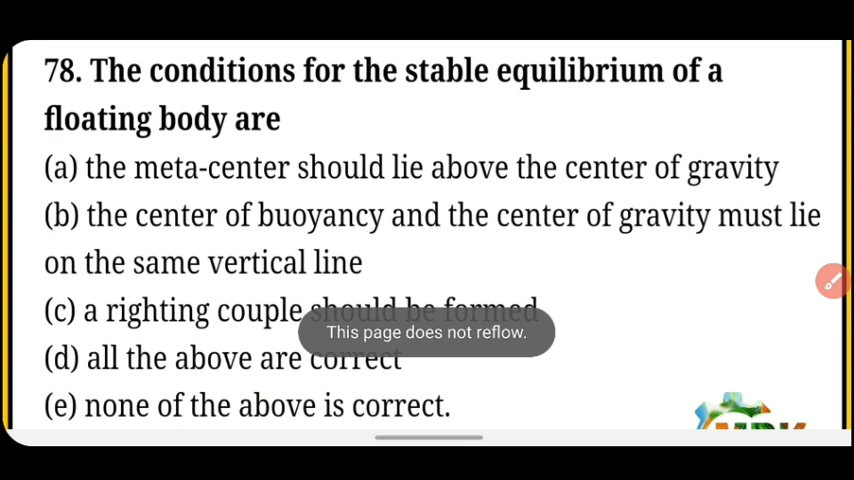 78. The conditions for the stable equilibrium of a
floating body are
(a) the meta-center should lie above the center of gravity
(b) the center of buoyancy and the center of gravity must lie
on the same vertical line
(c) a righting couple should be formed
This page does not reflow.
(d) all the above are correct
(e) none of the above is correct.